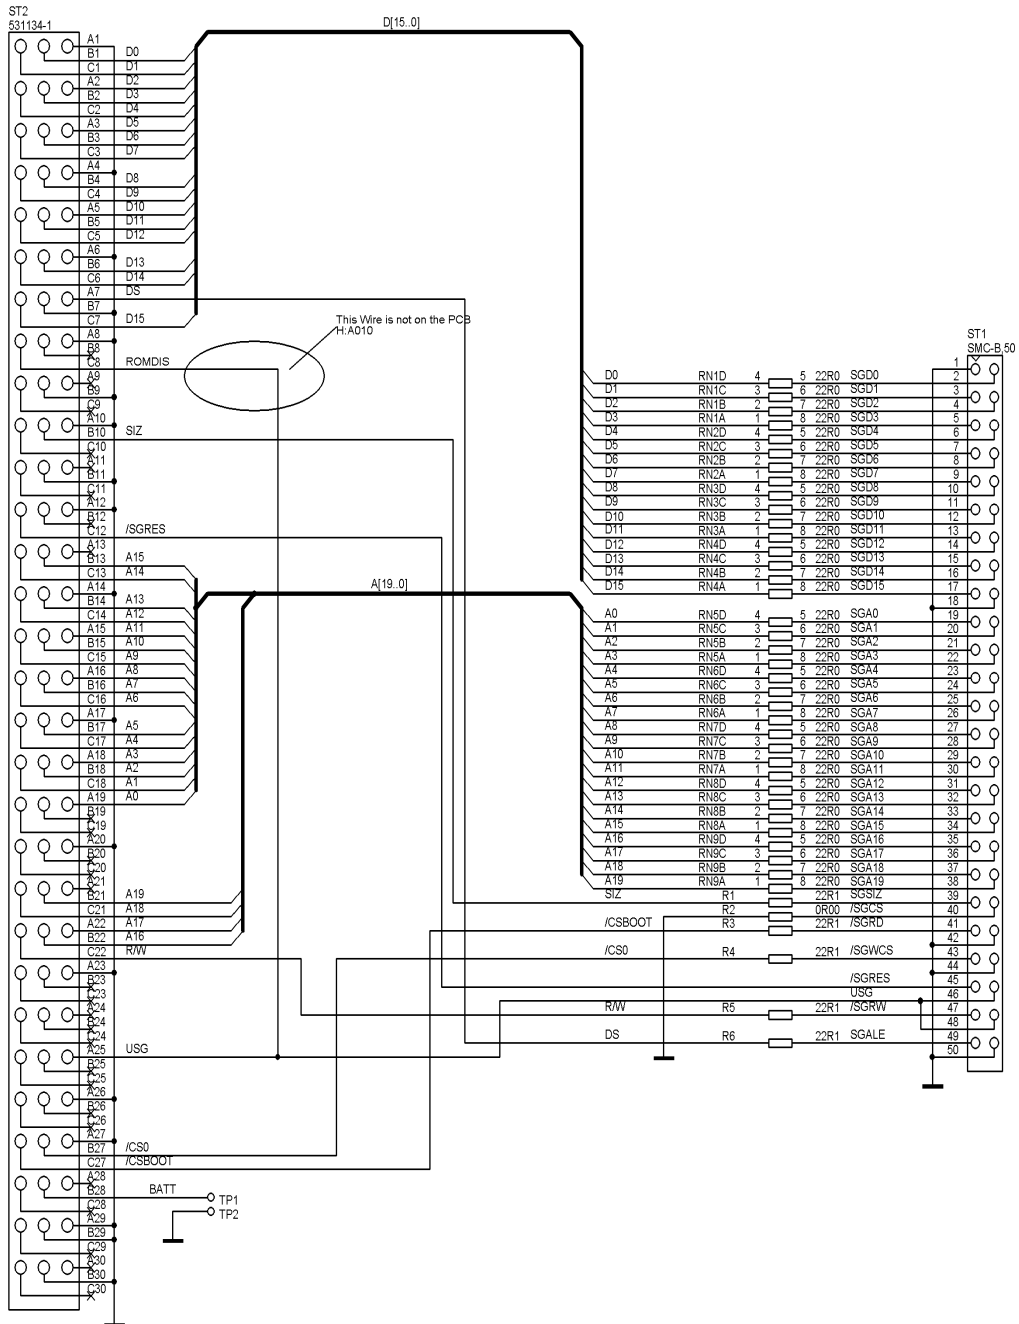 ST2
531134-1
D[15..0]
A1
B1 D0
C1 D1
A2 D2
B2 D3
C2 D4
A3 D5
B3 D6
C3 D7
A4
B4 D8
C4 D9
A5 D10
B5 D11
C5 D12
A6
B6 D13
C6 D14
A7 DS
B7
C7 D15
A8
B8
C8 ROMDIS
A9
B9
C9
A10
B10 SIZ
C10
A11
B11
C11
A12
B12
C12 /SGRES
A13
B13 A15
C13 A14
A14
B14 A13
C14 A12
A15 A11
B15 A10
C15 A9
A16 A8
B16 A7
C16 A6
A17
B17 A5
C17 A4
A18 A3
B18 A2
C18 A1
A19 A0
B19
C19
A20
B20
C20
A21
B21 A19
C21 A18
A22 A17
B22 A16
C22 R/W
A23
B23
C23
A24
B24
C24
A25 USG
B25
C25
A26
B26
C26
A27
B27 /CS0
C27 /CSBOOT
A28
B28 BATT TP1
C28 TP2
A29
B29
C29
A30
B30
C30
This Wire is not on the PCB
H:A010
A[19..0]
ST1
SMC-B,50
1
D0 RN1D 4 5 22R0 SGD0 2
D1 RN1C 3 6 22R0 SGD1 3
D2 RN1B 2 7 22R0 SGD2 4
D3 RN1A 1 8 22R0 SGD3 5
D4 RN2D 4 5 22R0 SGD4 6
D5 RN2C 3 6 22R0 SGD5 7
D6 RN2B 2 7 22R0 SGD6 8
D7 RN2A 1 8 22R0 SGD7 9
D8 RN3D 4 5 22R0 SGD8 10
D9 RN3C 3 6 22R0 SGD9 11
D10 RN3B 2 7 22R0 SGD10 12
D11 RN3A 1 8 22R0 SGD11 13
D12 RN4D 4 5 22R0 SGD12 14
D13 RN4C 3 6 22R0 SGD13 15
D14 RN4B 2 7 22R0 SGD14 16
D15 RN4A 1 8 22R0 SGD15 17
18
A0 RN5D 4 5 22R0 SGA0 19
A1 RN5C 3 6 22R0 SGA1 20
A2 RN5B 2 7 22R0 SGA2 21
A3 RN5A 1 8 22R0 SGA3 22
A4 RN6D 4 5 22R0 SGA4 23
A5 RN6C 3 6 22R0 SGA5 24
A6 RN6B 2 7 22R0 SGA6 25
A7 RN6A 1 8 22R0 SGA7 26
A8 RN7D 4 5 22R0 SGA8 27
A9 RN7C 3 6 22R0 SGA9 28
A10 RN7B 2 7 22R0 SGA10 29
A11 RN7A 1 8 22R0 SGA11 30
A12 RN8D 4 5 22R0 SGA12 31
A13 RN8C 3 6 22R0 SGA13 32
A14 RN8B 2 7 22R0 SGA14 33
A15 RN8A 1 8 22R0 SGA15 34
A16 RN9D 4 5 22R0 SGA16 35
A17 RN9C 3 6 22R0 SGA17 36
A18 RN9B 2 7 22R0 SGA18 37
A19 RN9A 1 8 22R0 SGA19 38
SIZ R1 22R1 SGSIZ 39
R2 0R00 /SGCS 40
/CSBOOT R3 22R1 /SGRD 41
42
/CS0 R4 22R1 /SGWCS 43
44
/SGRES 45
USG 46
R/W R5 22R1 /SGRW 47
48
DS R6 22R1 SGALE 49
50